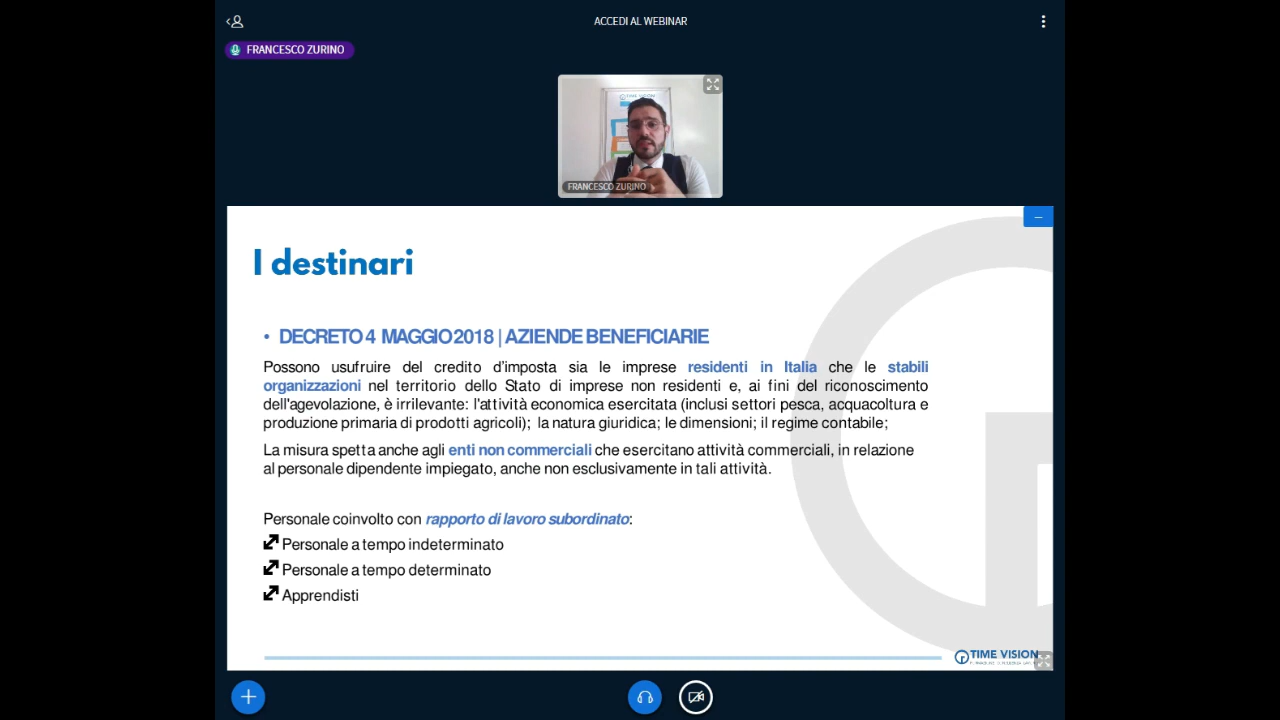 ACCEDI AL WEBINAR
FRANCESCO ZURINO
TIME VISION
FRANCESCO ZURINO
I destinari
• DECRETO 4 MAGGIO 2018 | AZIENDE BENEFICIARIE
Possono usufruire del credito d'imposta sia le imprese residenti in Italia che le stabili
organizzazioni nel territorio dello Stato di imprese non residenti e, ai fini del riconoscimento
dell'agevolazione, è irrilevante: l'attività economica esercitata (inclusi settori pesca, acquacoltura e
produzione primaria di prodotti agricoli); la natura giuridica; le dimensioni; il regime contabile;
La misura spetta anche agli enti non commerciali che esercitano attività commerciali, in relazione
al personale dipendente impiegato, anche non esclusivamente in tali attività.
Personale coinvolto con rapporto di lavoro subordinato:
Personale a tempo indeterminato
Personale a tempo determinato
Apprendisti
TIME VISION